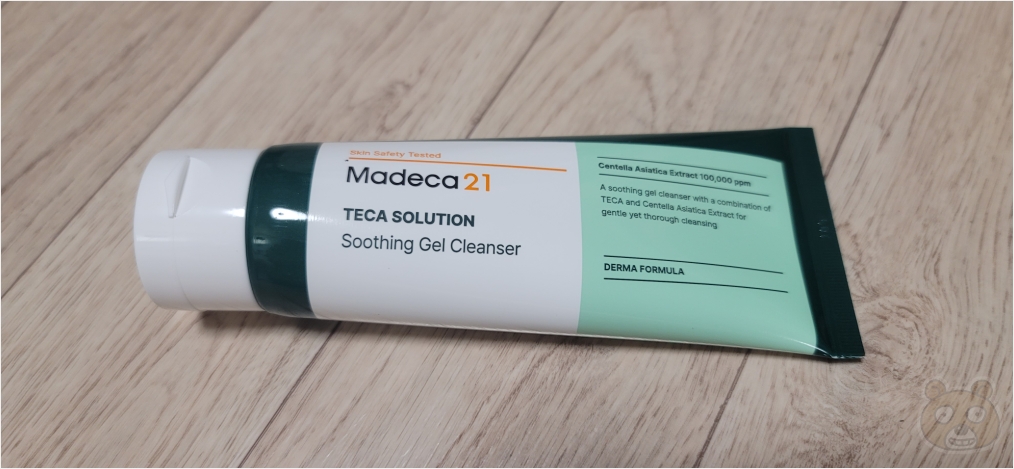 Skin Safety Tested
Madeca 21
TECA SOLUTION
Soothing Gel Cleanser
Centella Asiatica Extract 100,000 ppm
A soothing gel cleanser with a combination of
TECA and Centella Asiatica Extract for
gentle yet thorough cleansing
DERMA FORMULA